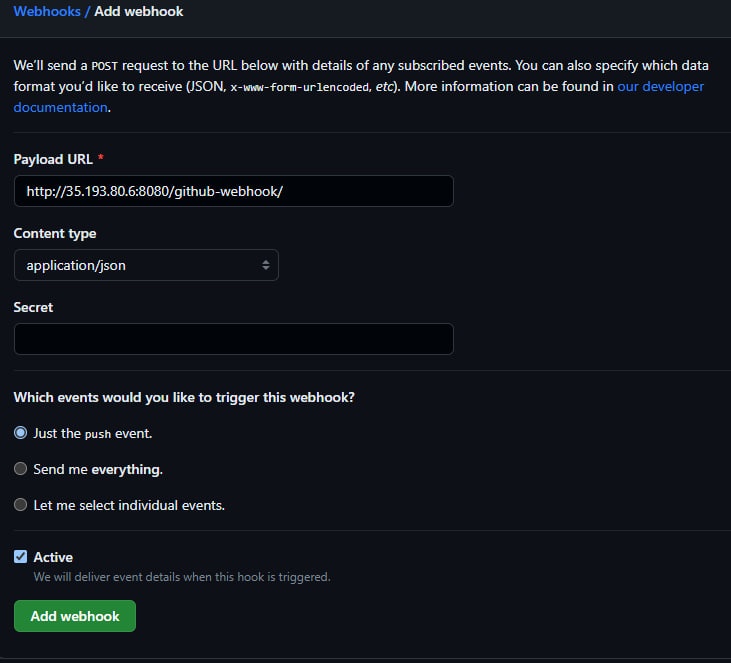 Webhooks / Add webhook
We’ll send a POST request to the URL below with details of any subscribed events. You can also specify which data
format you’d like to receive (JSON, x-www-form-urlencoded, etc). More information can be found in our developer
documentation.
Payload URL *
http://35.193.80.6:8080/github-webhook/
Content type
application/json
Secret
Which events would you like to trigger this webhook?
Just the push event.
Send me everything.
Let me select individual events.
Active
We will deliver event details when this hook is triggered.
Add webhook